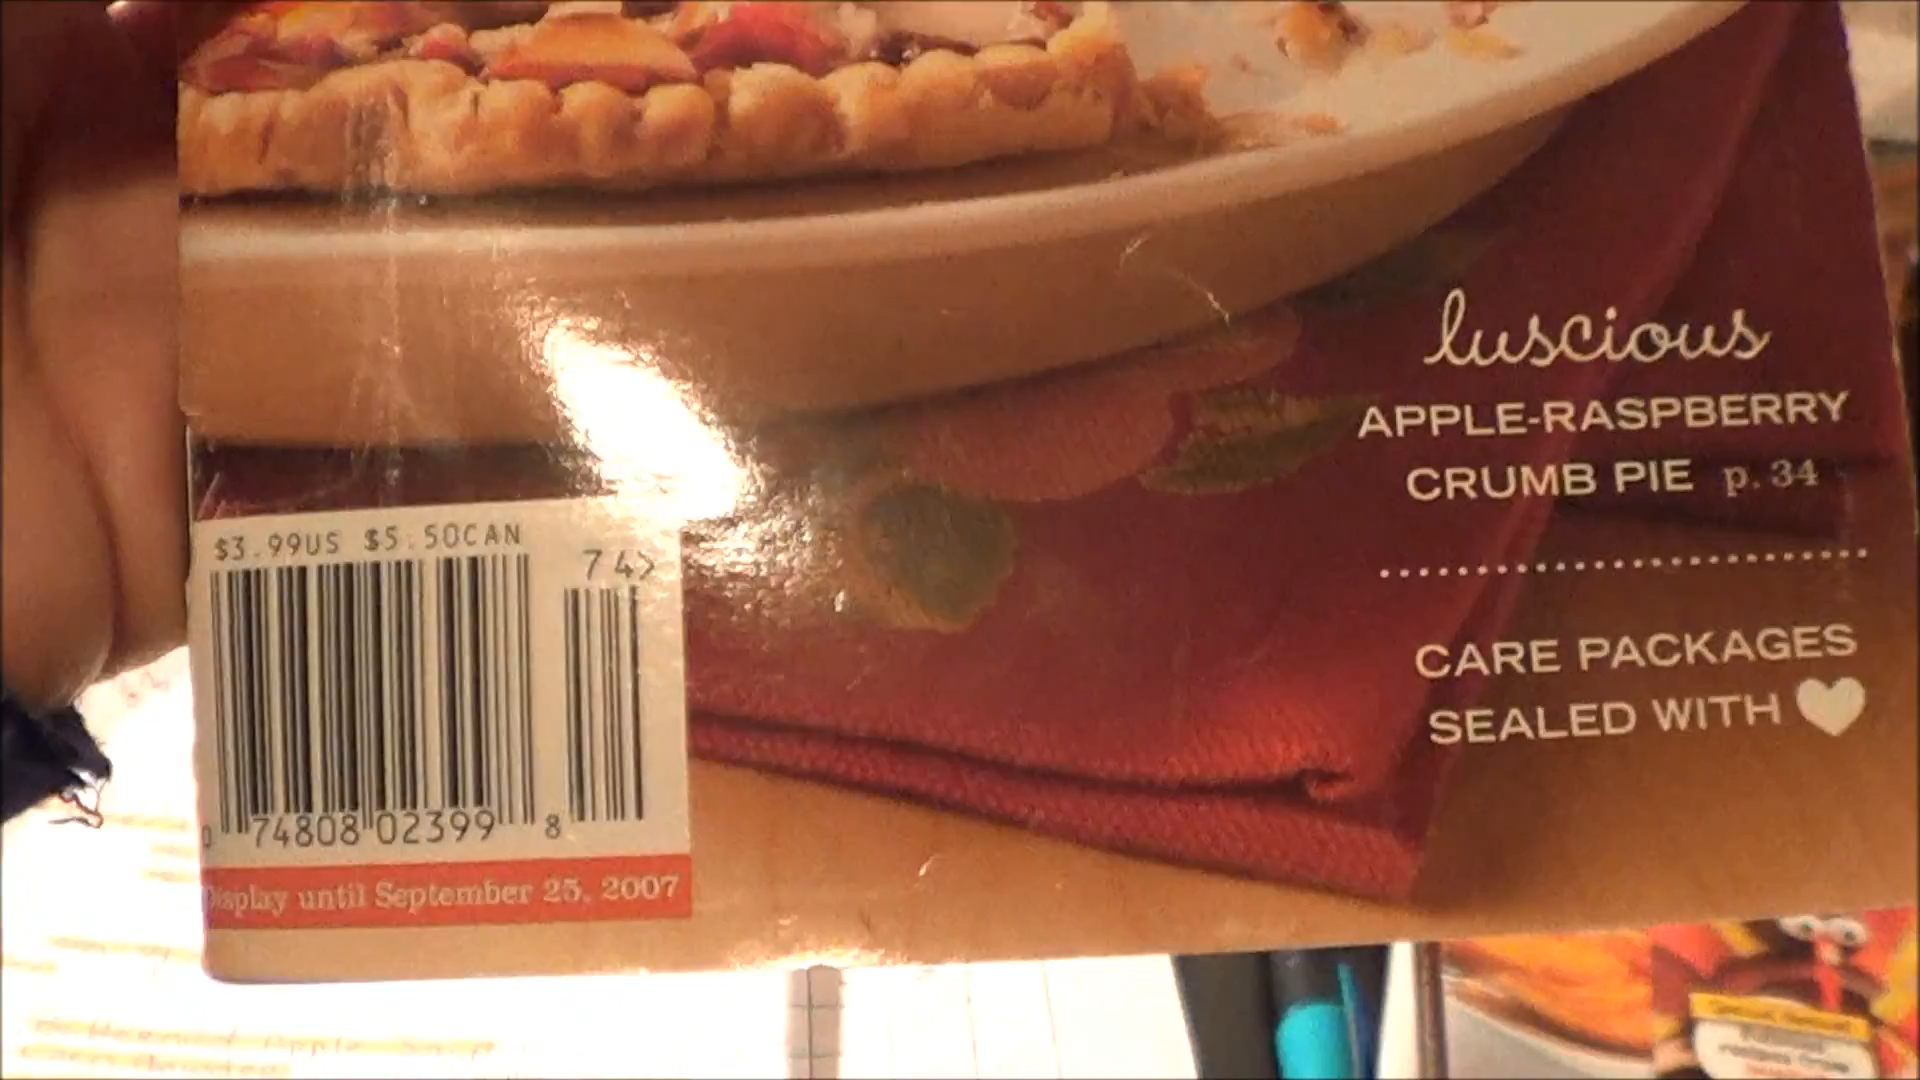 luscious
APPLE-RASPBERRY
CRUMB PIE p. 34
CARE PACKAGES
SEALED WITH
$3.99US $5.50CAN
74>
0 74808 02399 8
Display until September 25, 2007